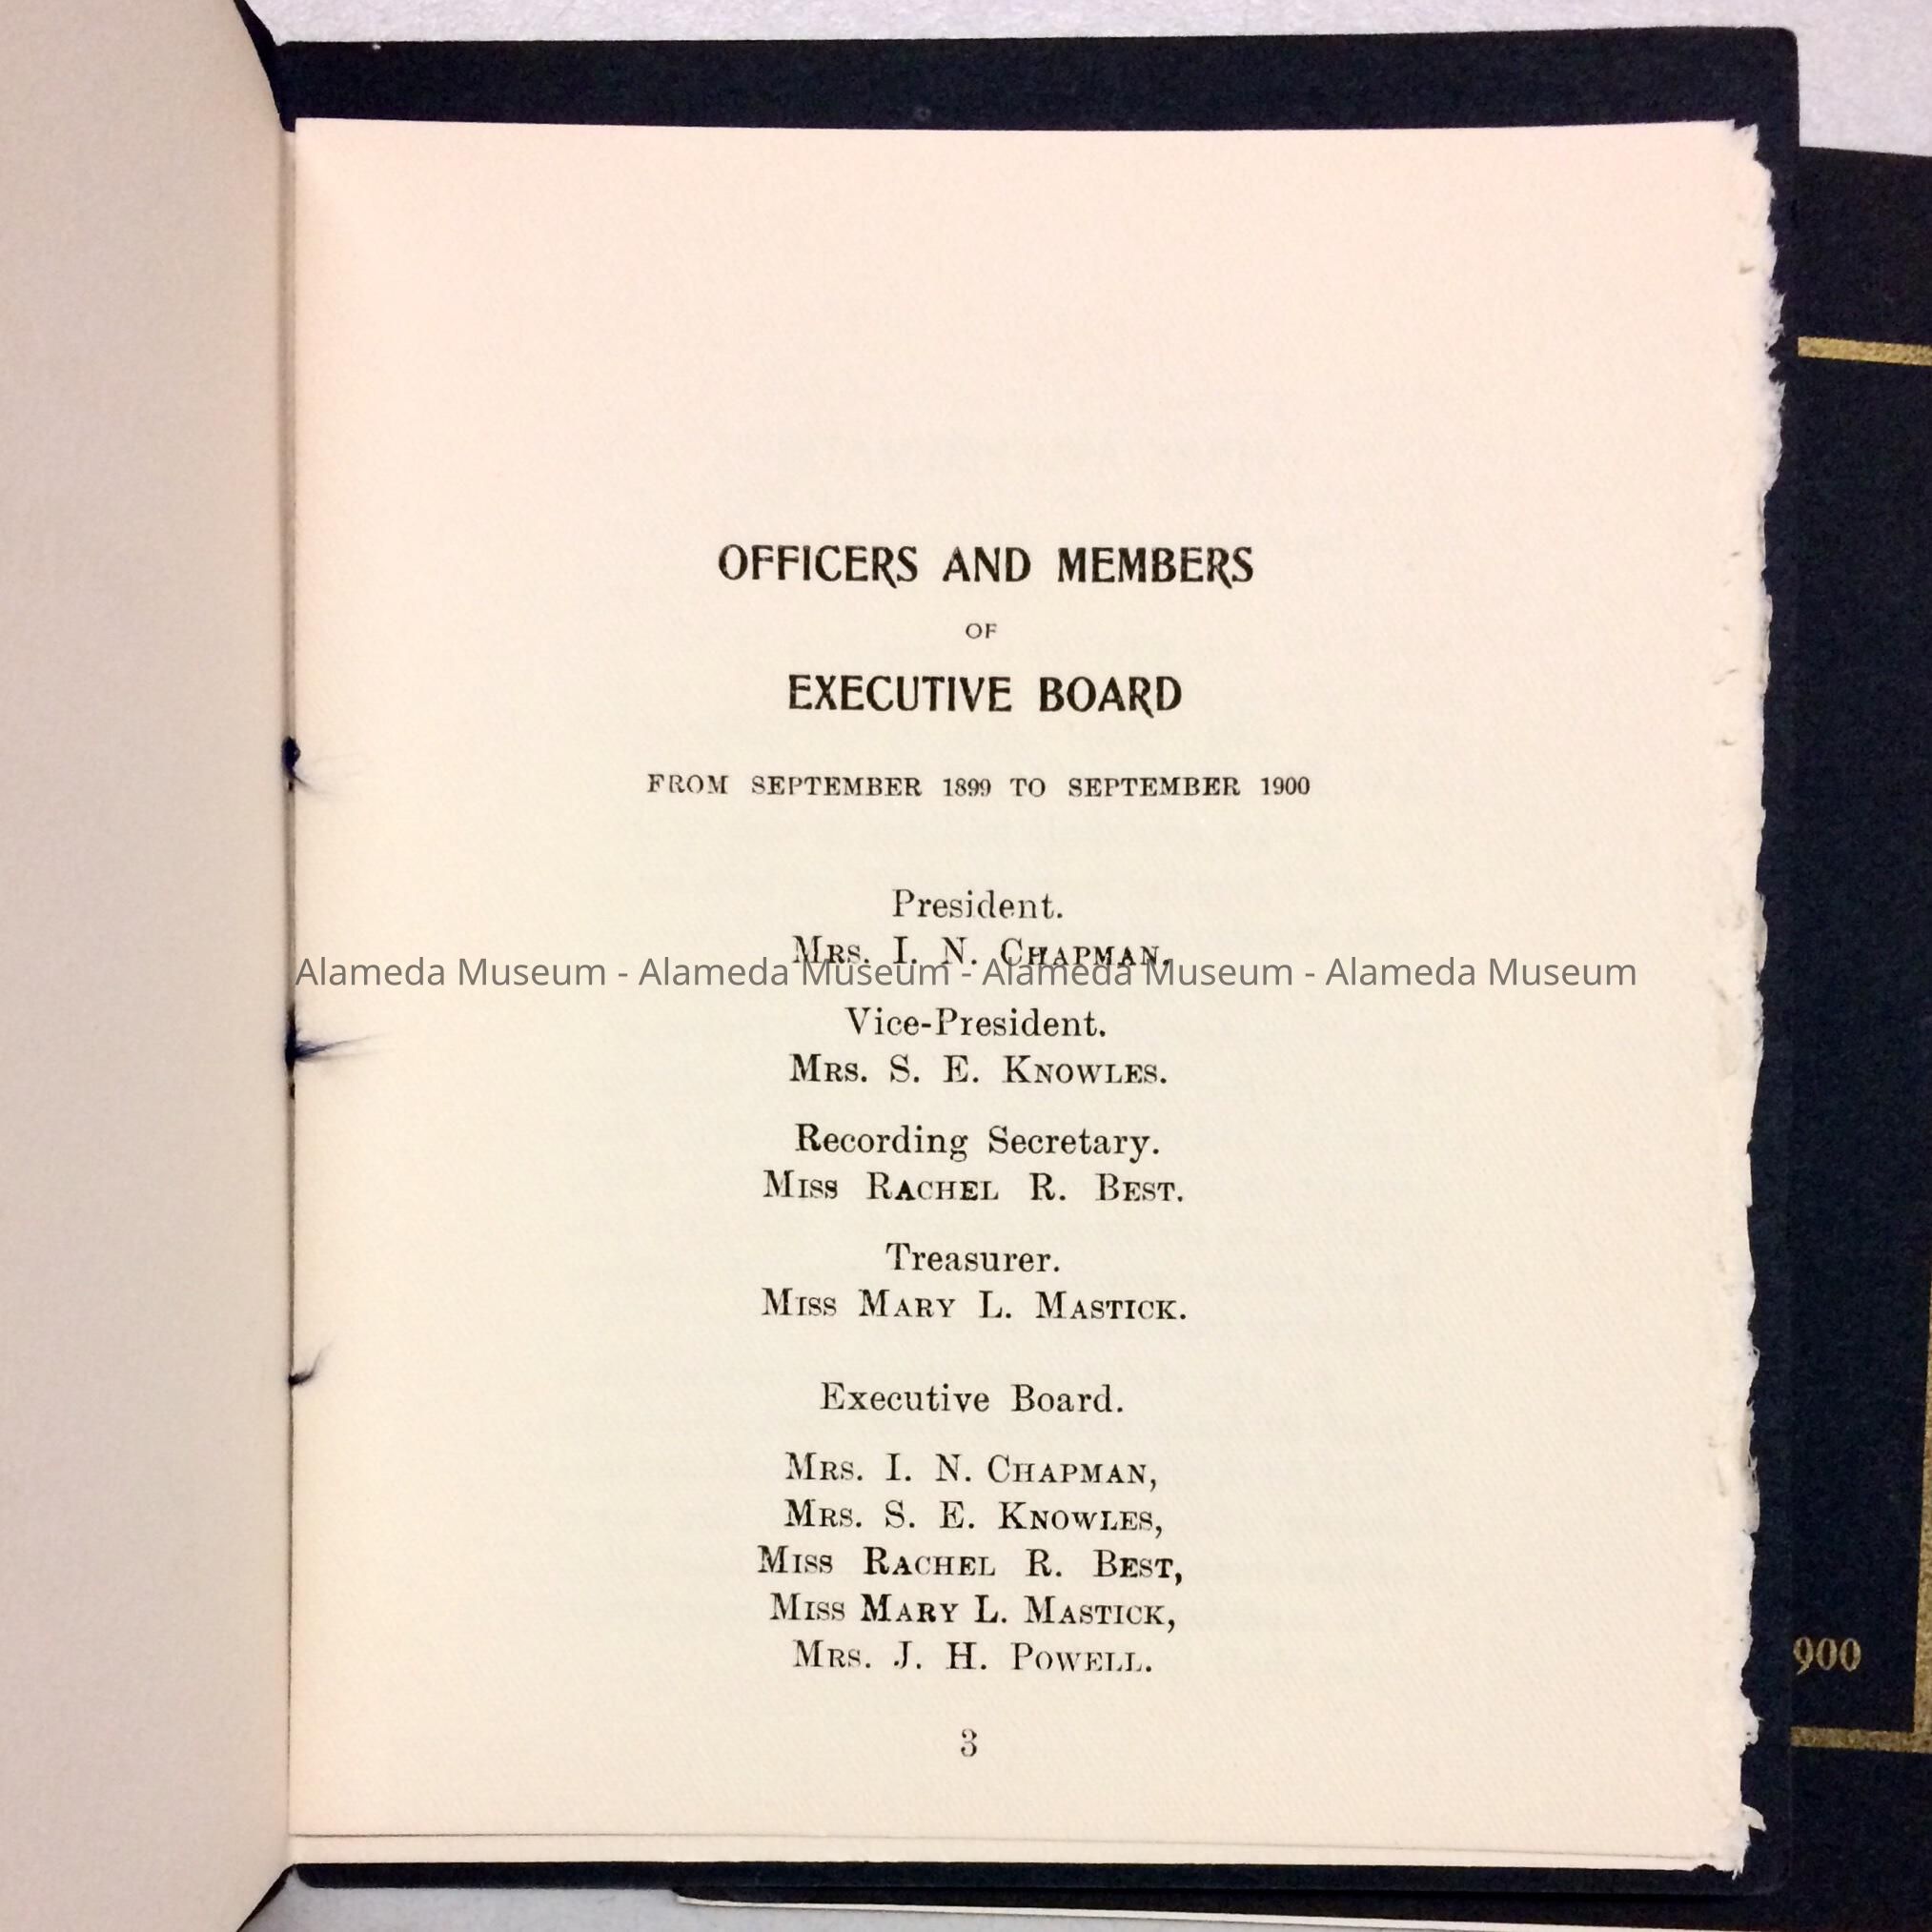 OFFICERS AND MEMBERS
OF
EXECUTIVE BOARD
FROM SEPTEMBER 1899 TO SEPTEMBER 1900
President.
MRS. I. N. CHAPMAN.
Alameda Museum - Alameda Museum - Alameda Museum - Alameda Museum
Vice-President.
MRS. S. E. KNOWLES.
Recording Secretary.
MISS RACHEL R. BEST.
Treasurer.
MISS MARY L. MASTICK.
Executive Board.
MRS. I. N. CHAPMAN,
MRS. S. E. KNOWLES,
MISS RACHEL R. BEST,
MISS MARY L. MASTICK,
MRS. J. H. POWELL.
3
900